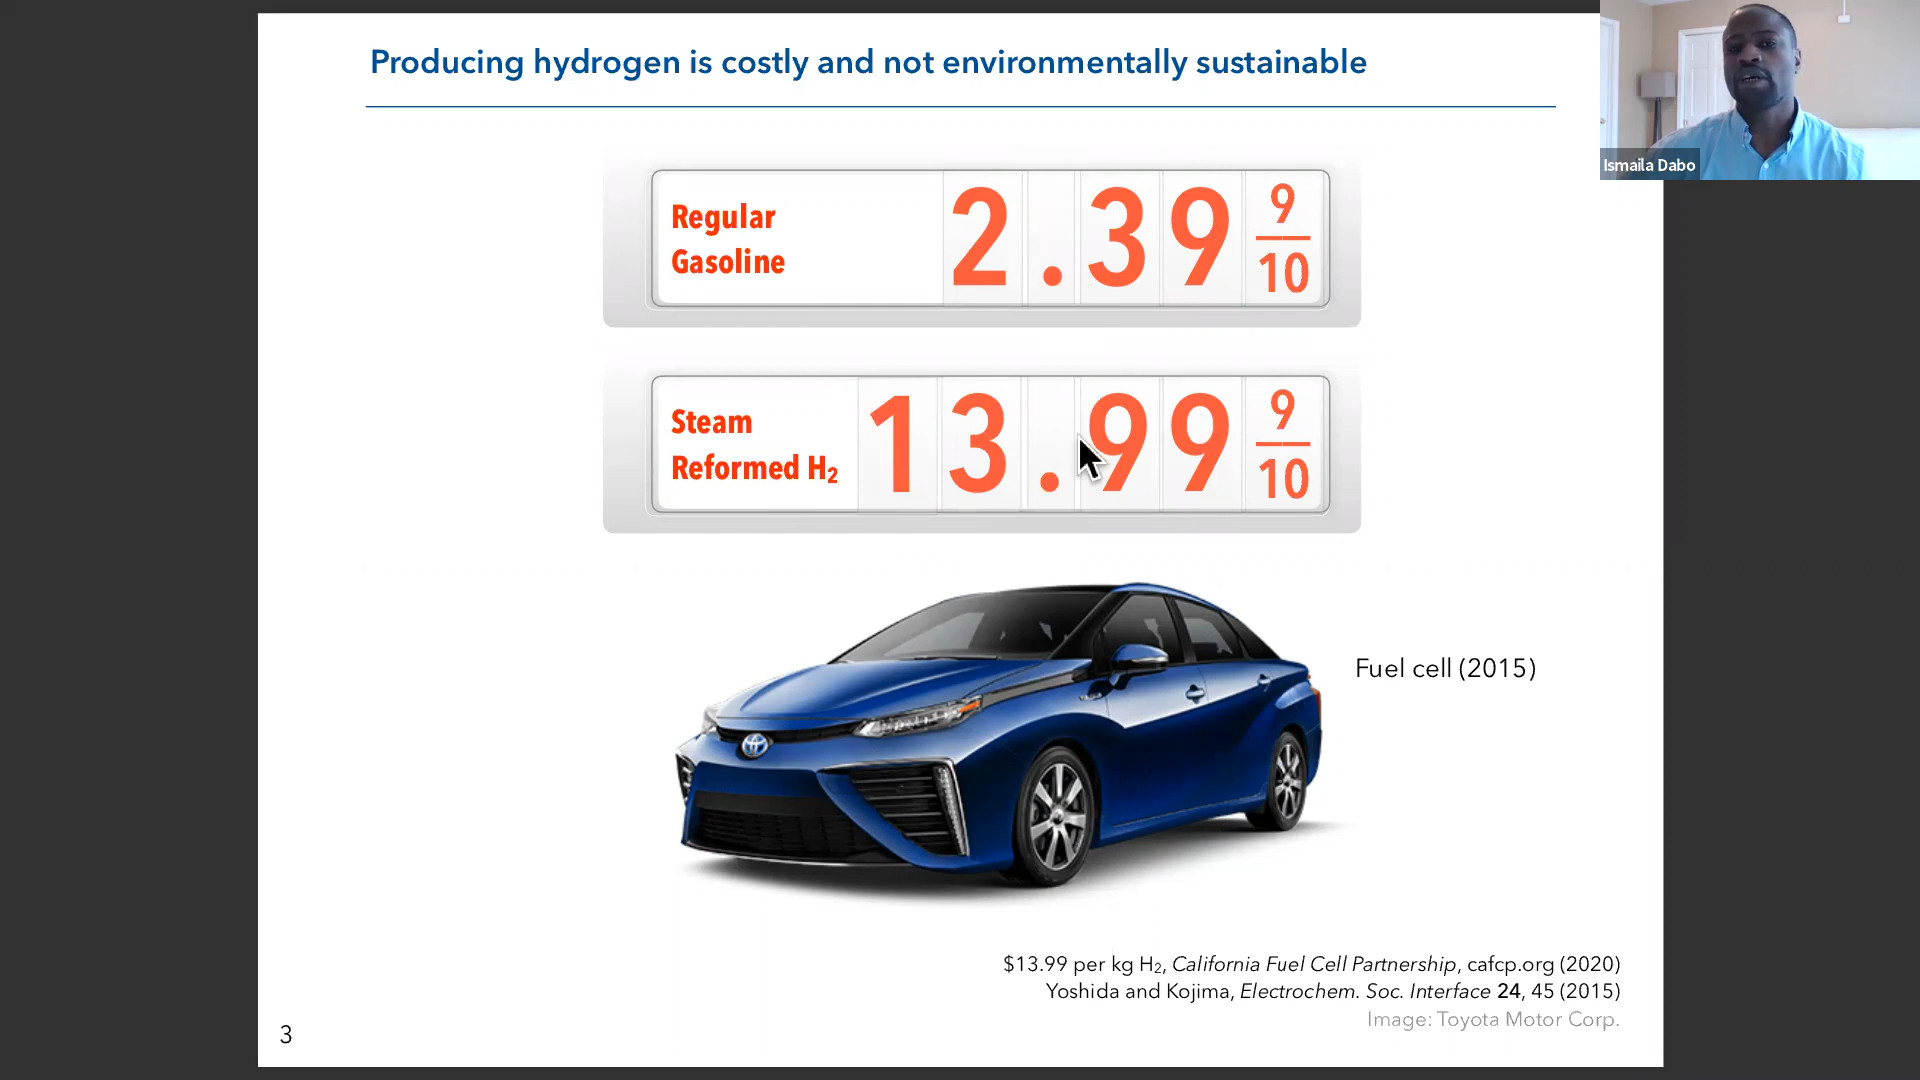 Producing hydrogen is costly and not environmentally sustainable
Ismaila Dabo
Regular
Gasoline
2.39 9/10
Steam
Reformed H₂
13.99 9/10
Fuel cell (2015)
$13.99 per kg H₂, California Fuel Cell Partnership, cafcp.org (2020)
Yoshida and Kojima, Electrochem. Soc. Interface 24, 45 (2015)
Image: Toyota Motor Corp.
3